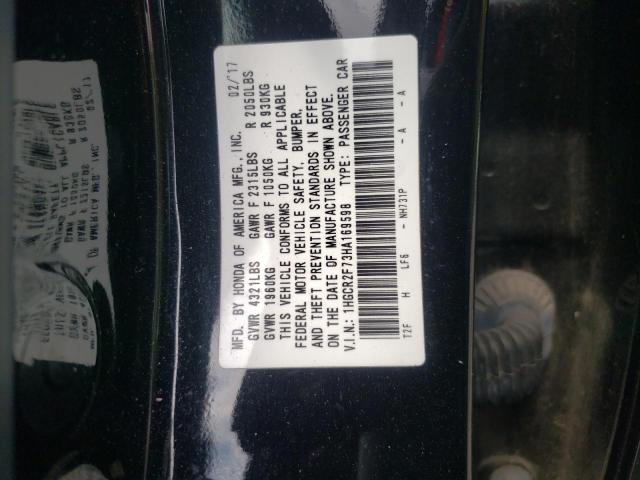 MFD. BY HONDA OF AMERICA MFG., INC. 02/'17
GVWR 4321LBS GAWR F 2315LBS R 2050LBS
GVWR 1960KG GAWR F 1050KG R 930KG
THIS VEHICLE CONFORMS TO ALL APPLICABLE
FEDERAL MOTOR VEHICLE SAFETY, BUMPER,
AND THEFT PREVENTION STANDARDS IN EFFECT
ON THE DATE OF MANUFACTURE SHOWN ABOVE.
V.I.N.: 1HGCR2F73HA169598 TYPE: PASSENGER CAR
T2F H LF6 - NH731P - A - A